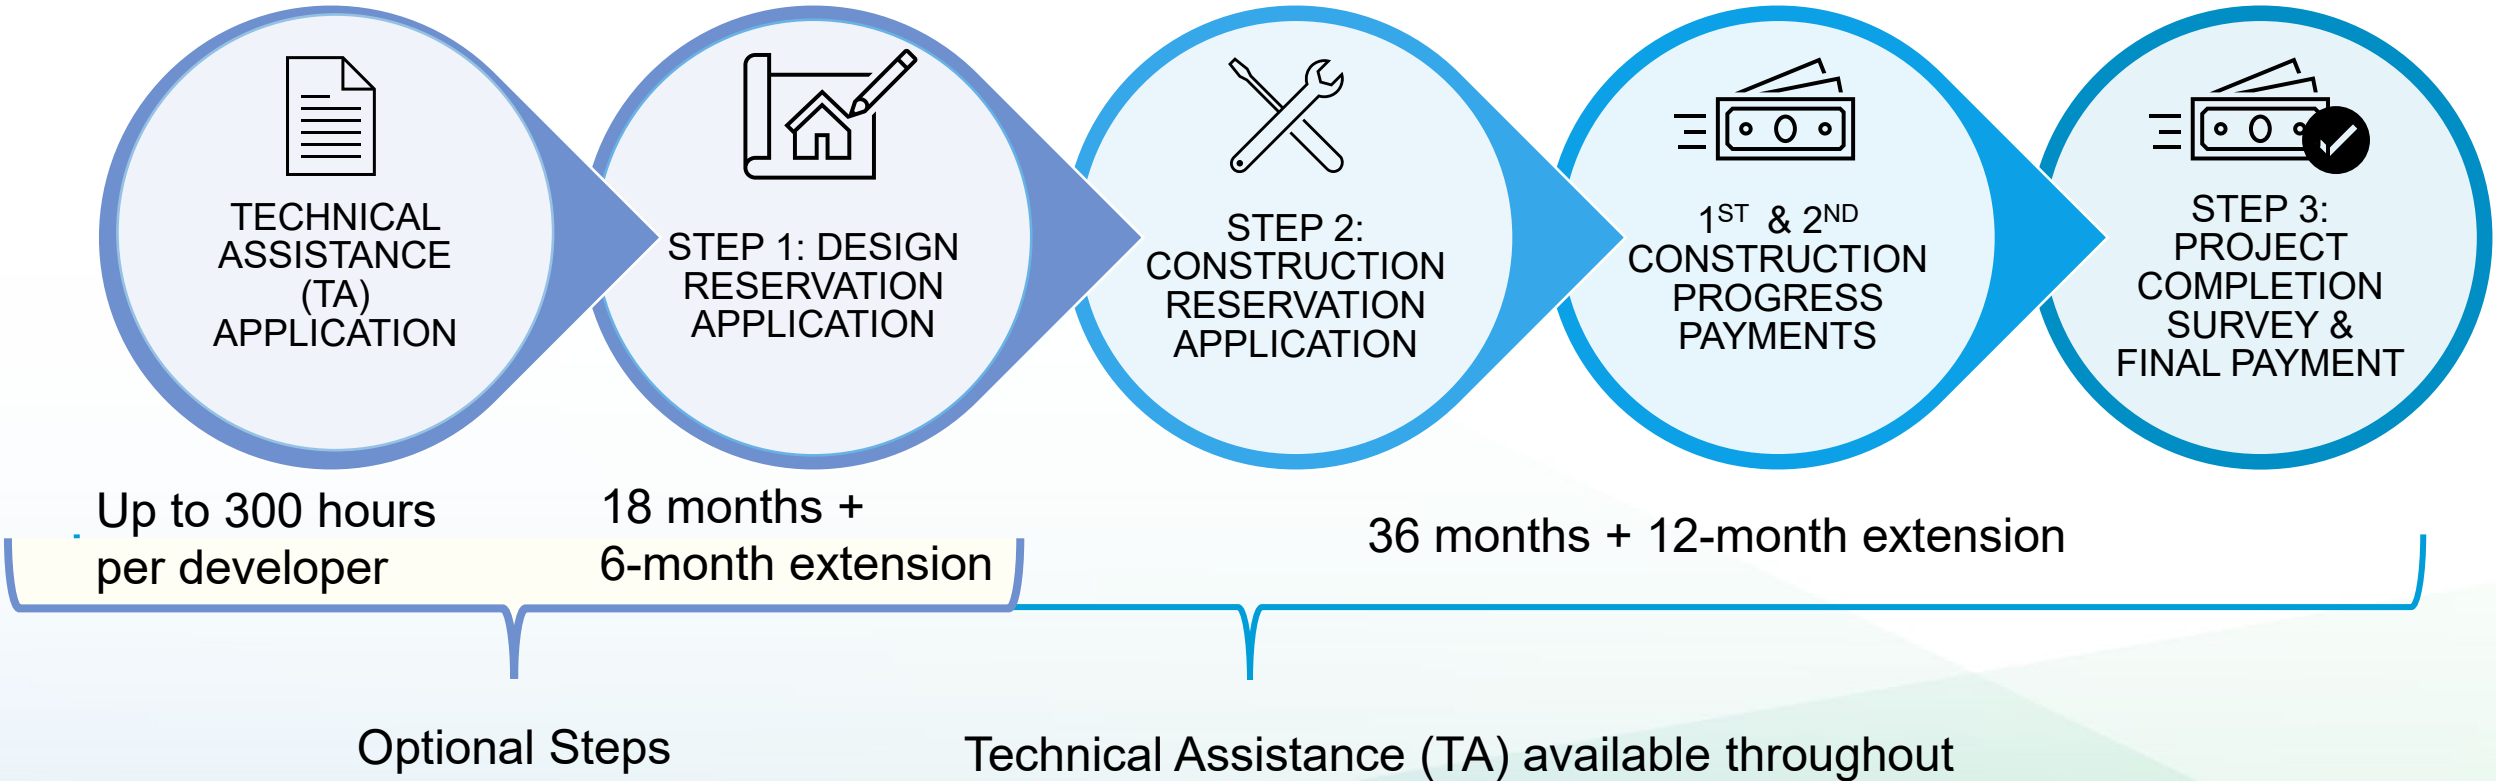 TECHNICAL
ASSISTANCE
(TA)
APPLICATION
STEP 1: DESIGN
RESERVATION
APPLICATION
STEP 2:
CONSTRUCTION
RESERVATION
APPLICATION
1ST & 2ND
CONSTRUCTION
PROGRESS
PAYMENTS
STEP 3:
PROJECT
COMPLETION
SURVEY &
FINAL PAYMENT
Up to 300 hours
per developer
18 months +
6-month extension
36 months + 12-month extension
Optional Steps
Technical Assistance (TA) available throughout